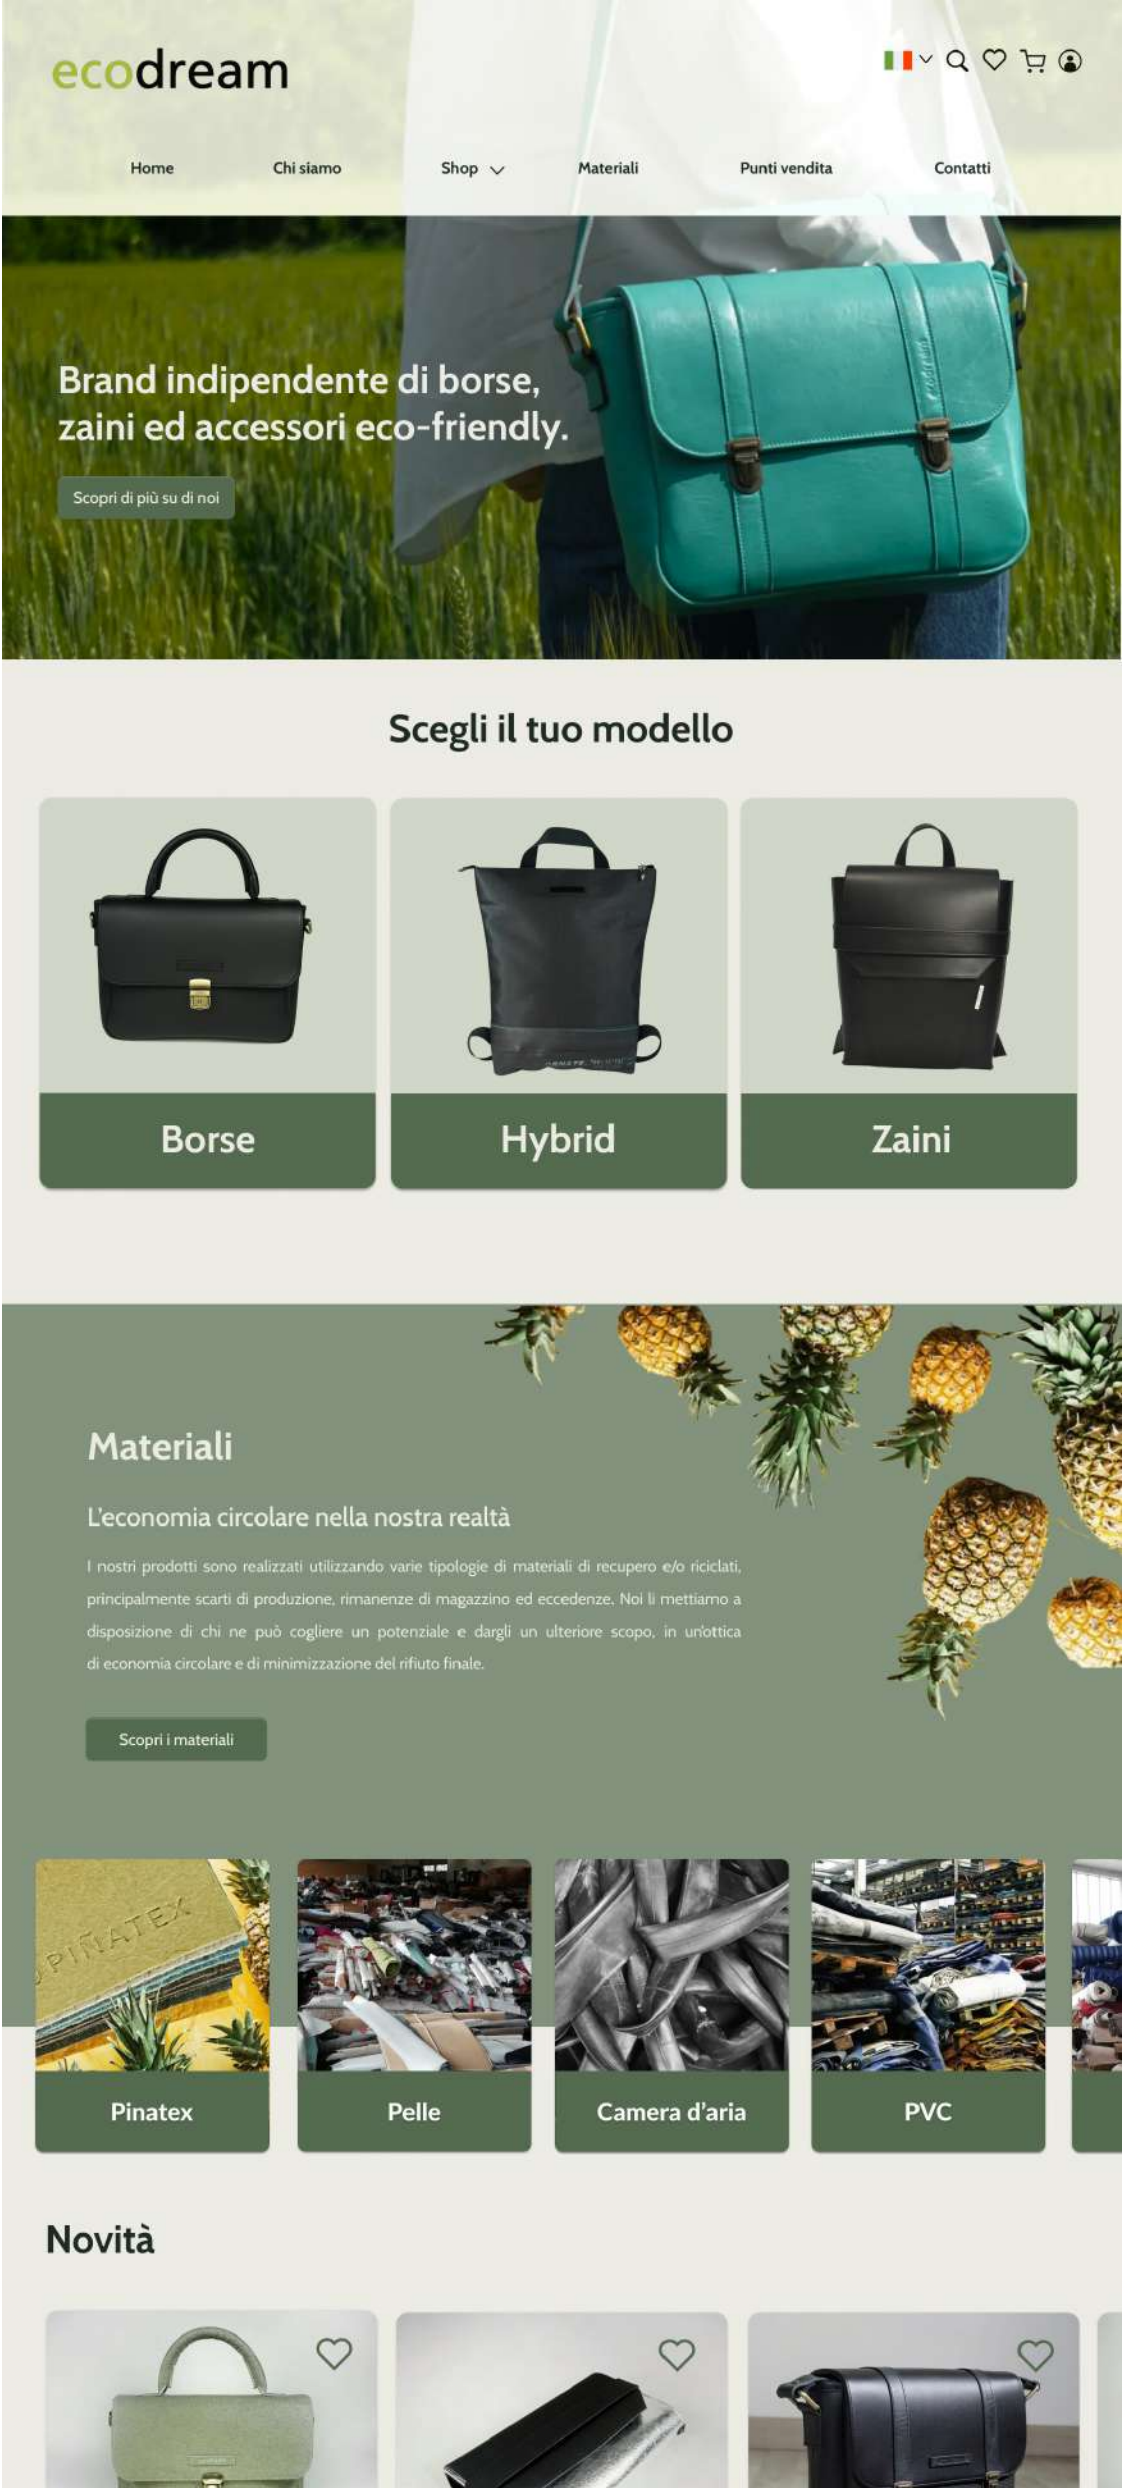 ecodream
Home Chi siamo Shop Materiali Punti vendita Contatti
Brand indipendente di borse,
zaini ed accessori eco-friendly.
Scopri di più su di noi
Scegli il tuo modello
Borse Hybrid Zaini
Materiali
L'economia circolare nella nostra realtà
I nostri prodotti sono realizzati utilizzando varie tipologie di materiali di recupero e/o riciclati,
principalmente scarti di produzione, rimanenze di magazzino ed eccedenze. Noi li mettiamo a
disposizione di chi ne può cogliere un potenziale e dargli un ulteriore scopo, in un'ottica
di economia circolare e di minimizzazione del rifiuto finale.
Scopri i materiali
PIÑATEX
Pinatex Pelle Camera d'aria PVC
Novità